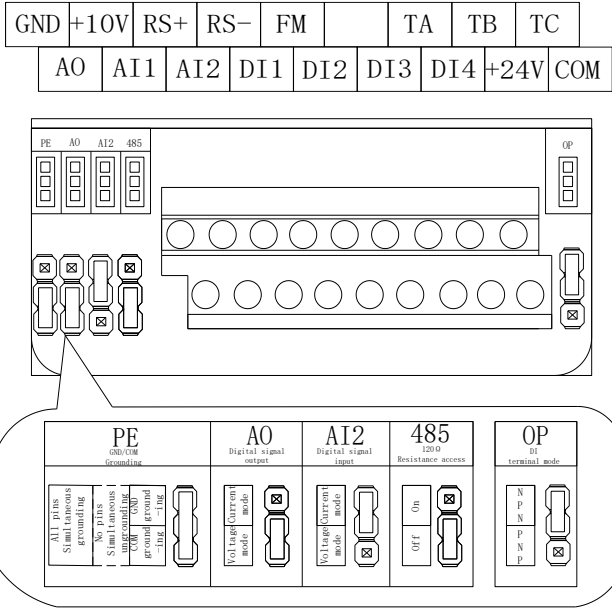 GND +10V RS+ RS- FM TA TB TC
AO AI1 AI2 DI1 DI2 DI3 DI4 +24V COM
PE AO AI2 485 OP
PE AO AI2 485 OP
GND/COM Digital signal Digital signal 120Ω DI
Grounding output input Resistance access terminal mode
All pins
Simultaneous
grounding
No pins
Simultaneous
ungrounding
GND ground
-ing
COM ground
-ing
Current
mode
Voltage
mode
Current
mode
Voltage
mode
On
Off
NPN
PNP